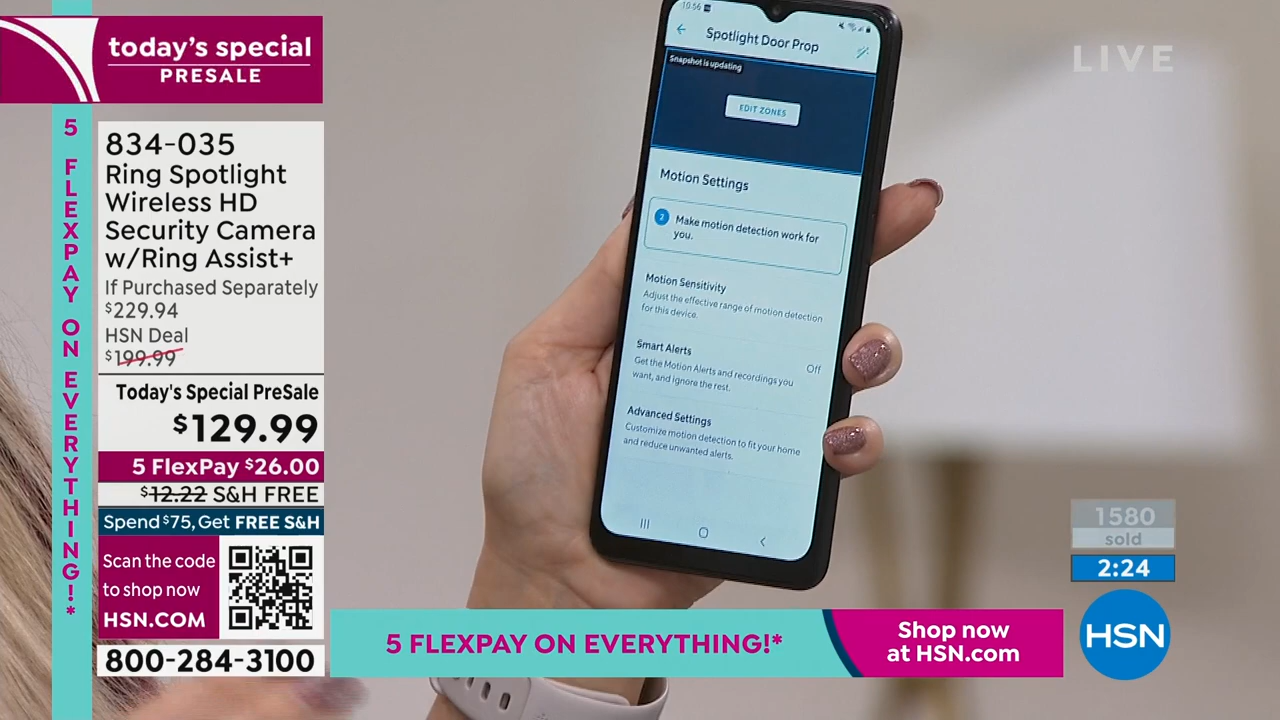 today's special
PRESALE
5 FLEXPAY ON EVERYTHING!*
834-035
Ring Spotlight
Wireless HD
Security Camera
w/Ring Assist+
If Purchased Separately
$229.94
HSN Deal
$199.99
Today's Special PreSale
$129.99
5 FlexPay $26.00
$12.22 S&H FREE
Spend $75, Get FREE S&H
Scan the code
to shop now
HSN.COM
800-284-3100
10:56
Spotlight Door Prop
Snapshot is updating
EDIT ZONES
Motion Settings
2
Make motion detection work for
you.
Motion Sensitivity
Adjust the effective range of motion detection
for this device.
Smart Alerts
Off
Get the Motion Alerts and recordings you
want, and ignore the rest.
Advanced Settings
Customize motion detection to fit your home
and reduce unwanted alerts.
LIVE
1580
sold
2:24
5 FLEXPAY ON EVERYTHING!*
Shop now
at HSN.com
HSN